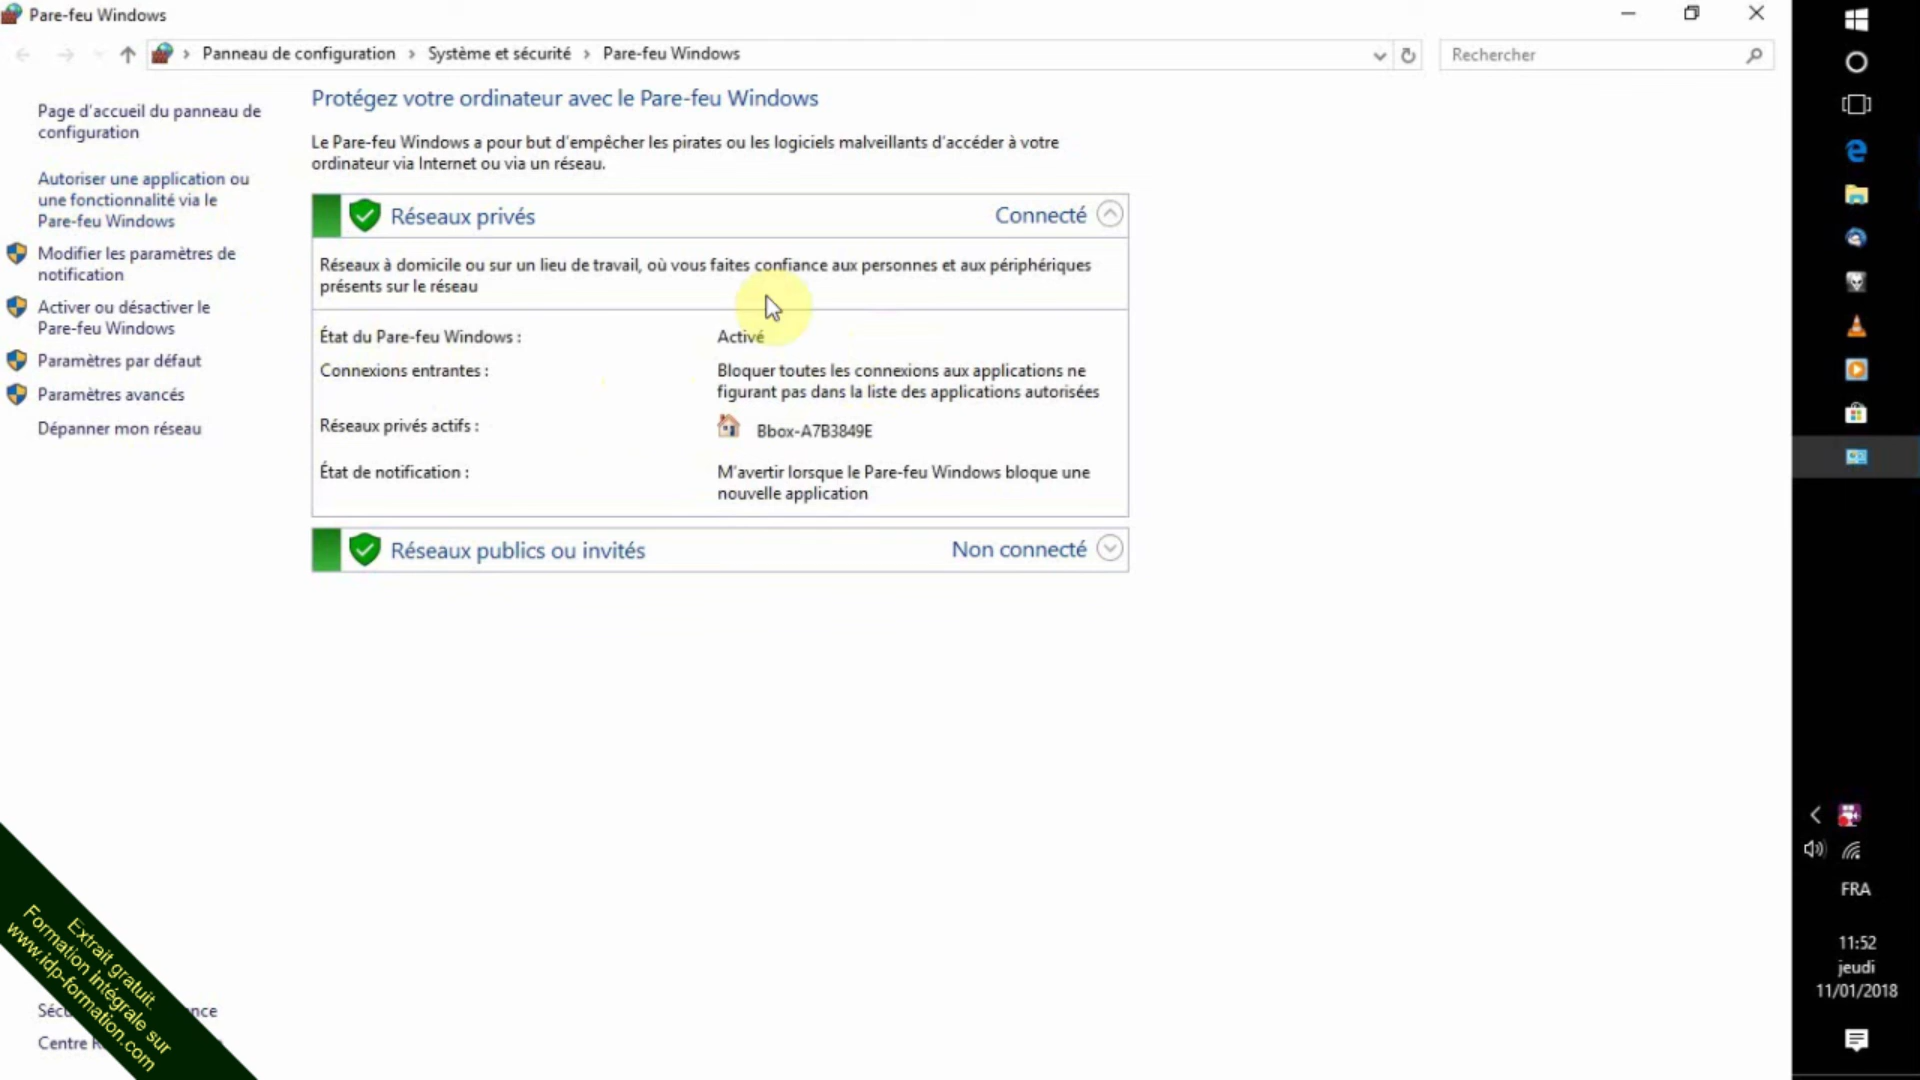 Pare-feu Windows
Panneau de configuration
Système et sécurité
Pare-feu Windows
Rechercher
Page d'accueil du panneau de
configuration
Autoriser une application ou
une fonctionnalité via le
Pare-feu Windows
Modifier les paramètres de
notification
Activer ou désactiver le
Pare-feu Windows
Paramètres par défaut
Paramètres avancés
Dépanner mon réseau
Protégez votre ordinateur avec le Pare-feu Windows
Le Pare-feu Windows a pour but d'empêcher les pirates ou les logiciels malveillants d'accéder à votre
ordinateur via Internet ou via un réseau.
Réseaux privés
Connecté
Réseaux à domicile ou sur un lieu de travail, où vous faites confiance aux personnes et aux périphériques
présents sur le réseau
État du Pare-feu Windows :
Activé
Connexions entrantes :
Bloquer toutes les connexions aux applications ne
figurant pas dans la liste des applications autorisées
Réseaux privés actifs :
Bbox-A7B3849E
État de notification :
M'avertir lorsque le Pare-feu Windows bloque une
nouvelle application
Réseaux publics ou invités
Non connecté
Centre
Extrait gratuit.
Formation Intégrale sur
www.idp-formation.com
FRA
11:52
jeudi
11/01/2018